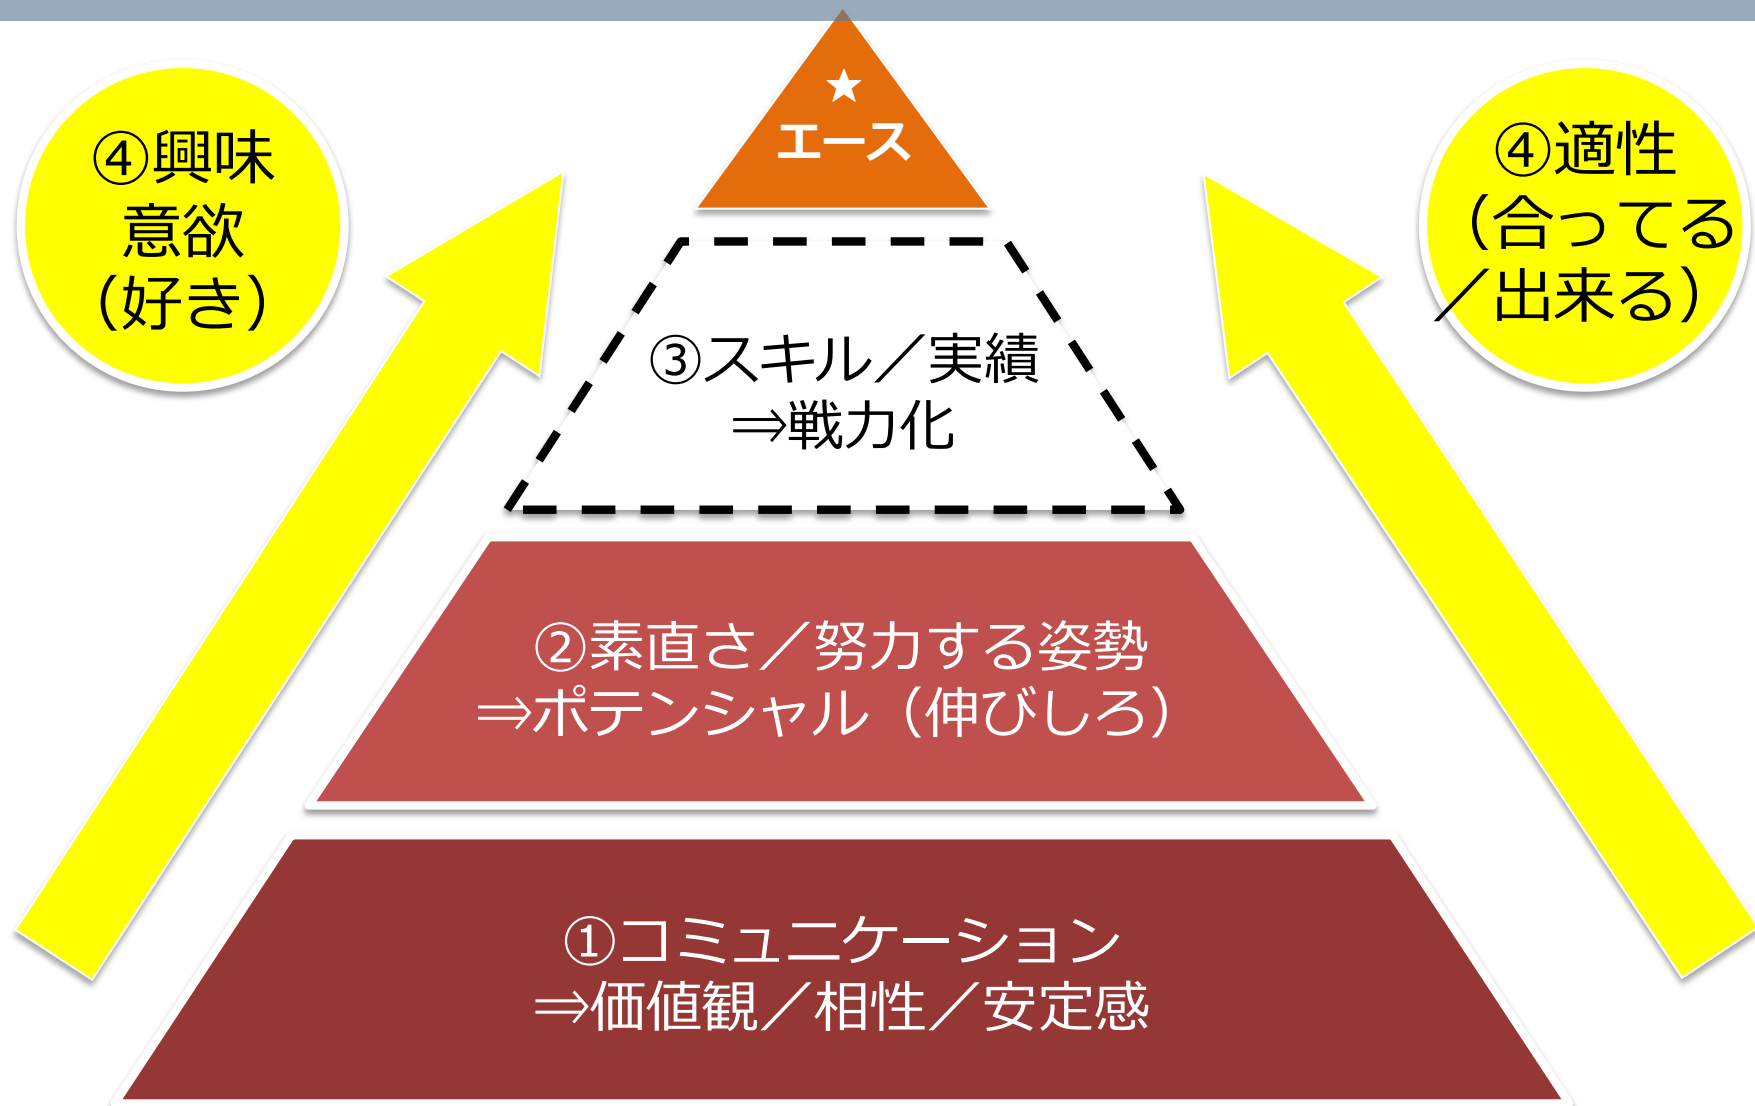 ★
エース
④興味
意欲
（好き）
④適性
（合ってる
／出来る）
③スキル／実績
⇒戦力化
②素直さ／努力する姿勢
⇒ポテンシャル（伸びしろ）
①コミュニケーション
⇒価値観／相性／安定感